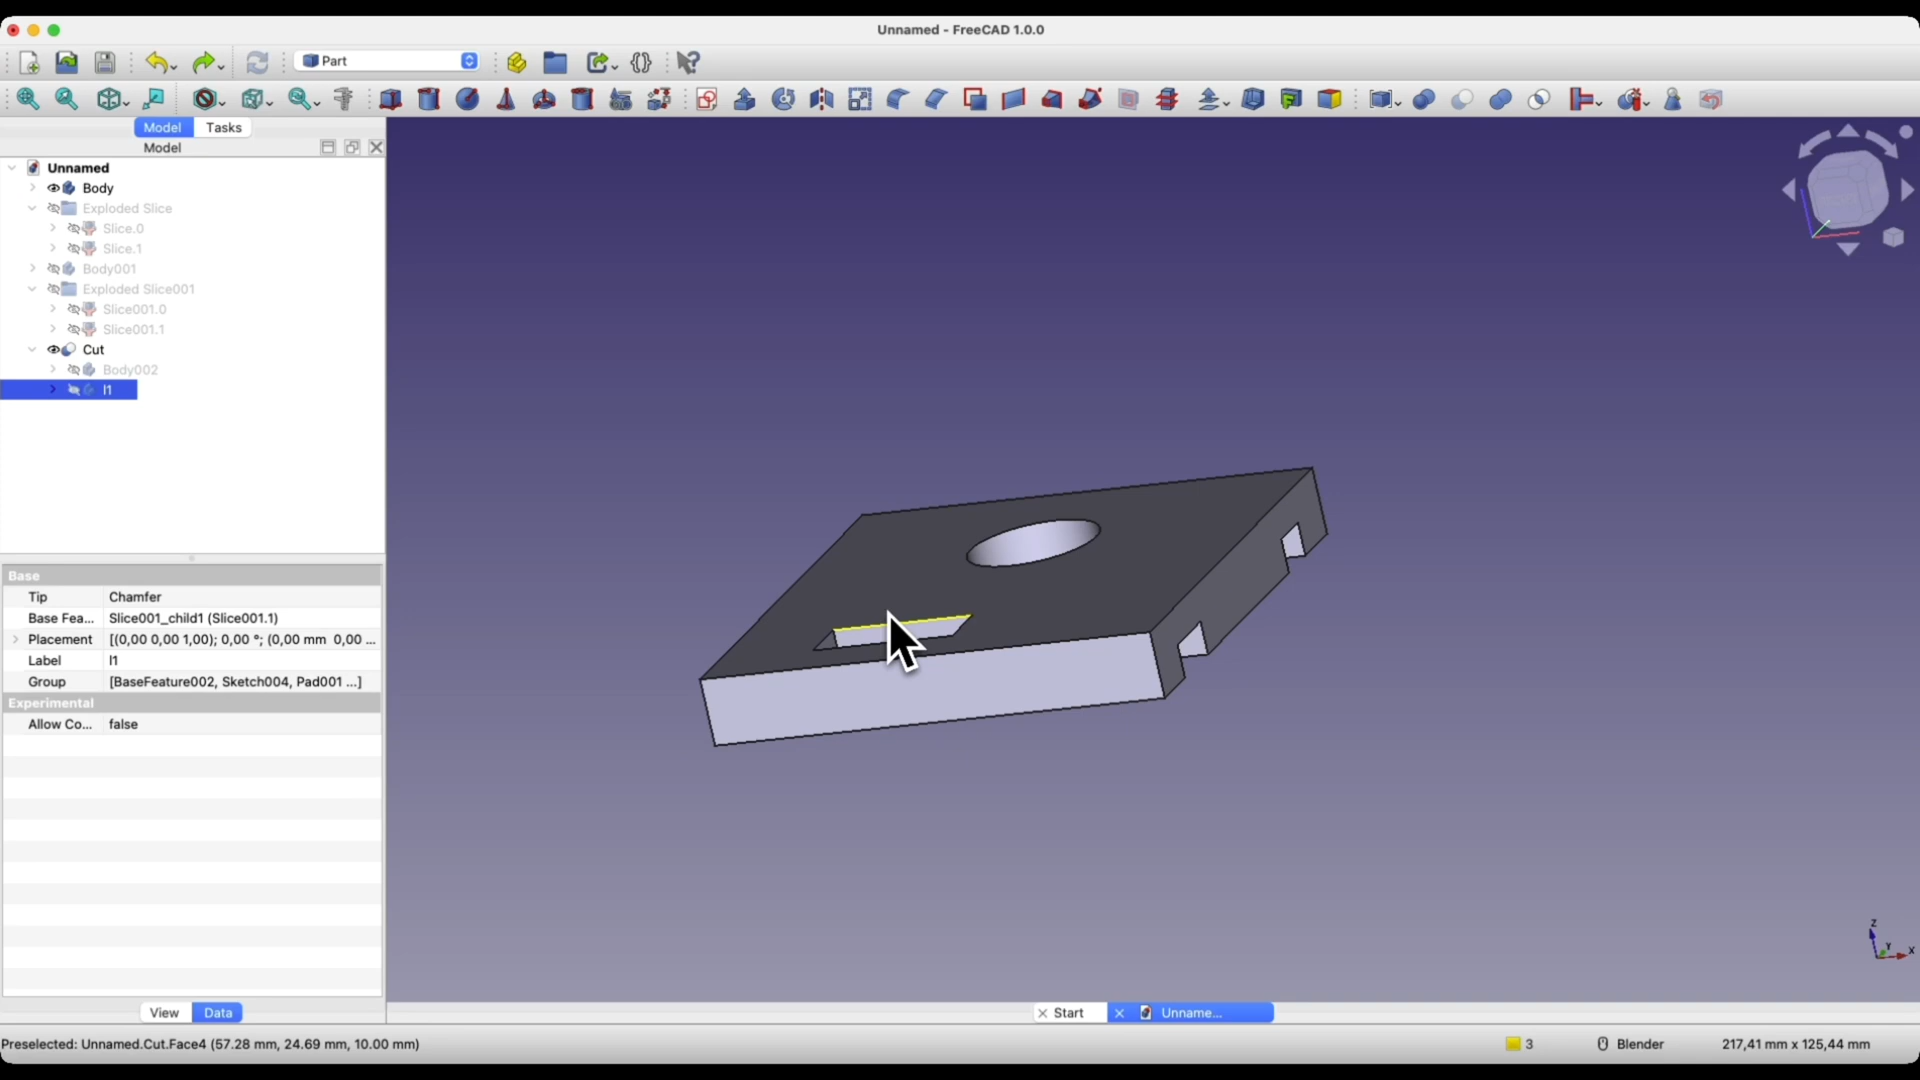 Unnamed - FreeCAD 1.0.0
Part
Model
Tasks
Model
Unnamed
Body
Exploded Slice
Slice.0
Slice.1
Body001
Exploded Slice001
Slice001.0
Slice001.1
Cut
Body002
l1
Base
Tip Chamfer
Base Fea... Slice001_child1 (Slice001.1)
Placement [(0,00 0,00 1,00); 0,00 °; (0,00 mm 0,00 ...
Label l1
Group [BaseFeature002, Sketch004, Pad001 ...]
Experimental
Allow Co... false
View
Data
Start
Unname...
Z
Y
X
Preselected: Unnamed.Cut.Face4 (57.28 mm, 24.69 mm, 10.00 mm)
3
Blender
217,41 mm x 125,44 mm